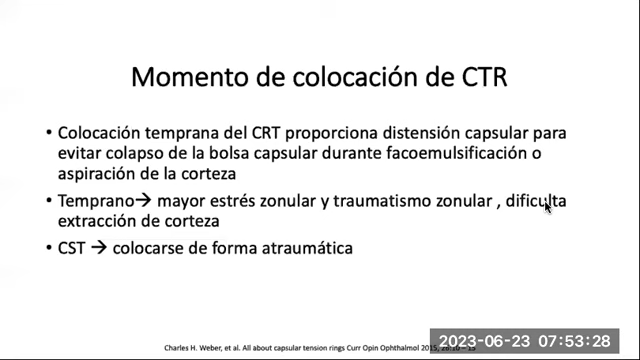 Momento de colocación de CTR
• Colocación temprana del CRT proporciona distensión capsular para
evitar colapso de la bolsa capsular durante facoemulsificación o
aspiración de la corteza
• Temprano→ mayor estrés zonular y traumatismo zonular , dificulta
extracción de corteza
• CST → colocarse de forma atraumática
Charles H. Weber, et al. All about capsular tension rings Curr Opin Ophthalmol 2015,
2023-06-23 07:53:28